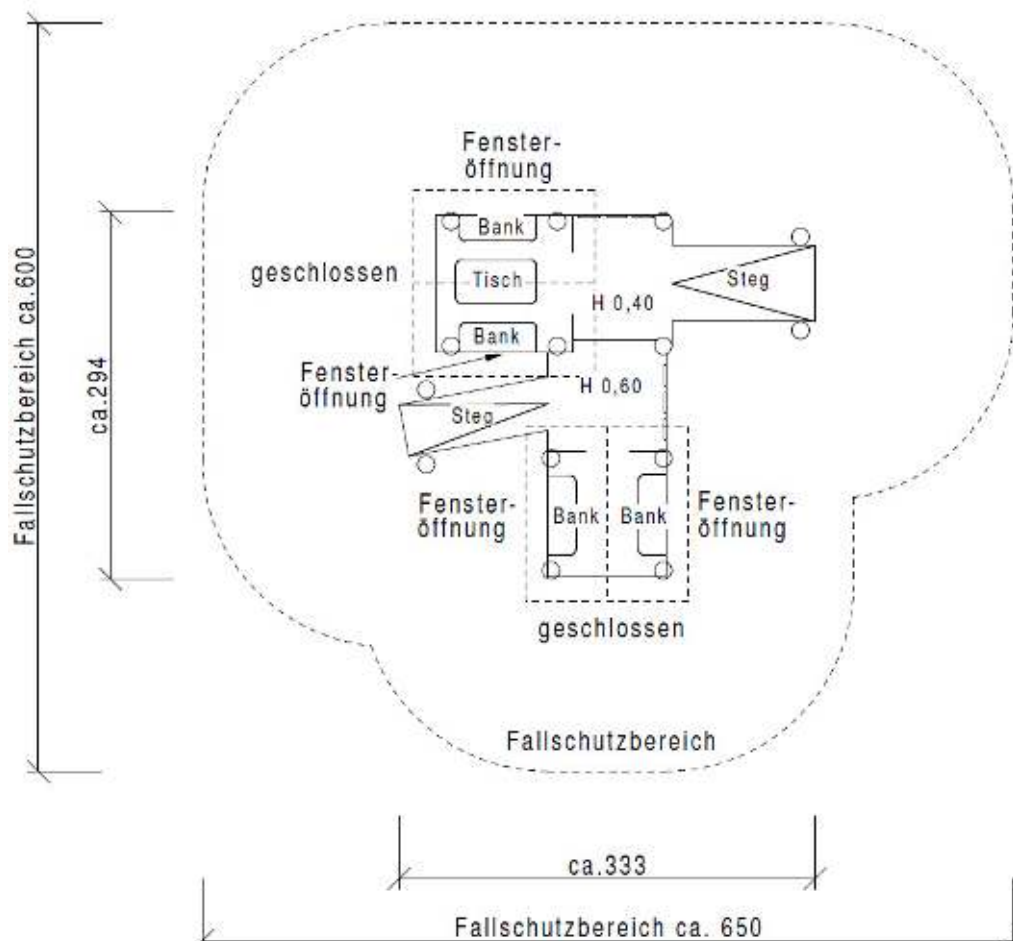 Fenster-
öffnung
Bank
geschlossen
Tisch
Steg
H 0,40
Bank
Fenster-
öffnung
H 0,60
Steg
Fenster-
öffnung
Bank
Bank
Fenster-
öffnung
geschlossen
Fallschutzbereich
Fallschutzbereich ca.600
ca.294
ca.333
Fallschutzbereich ca. 650